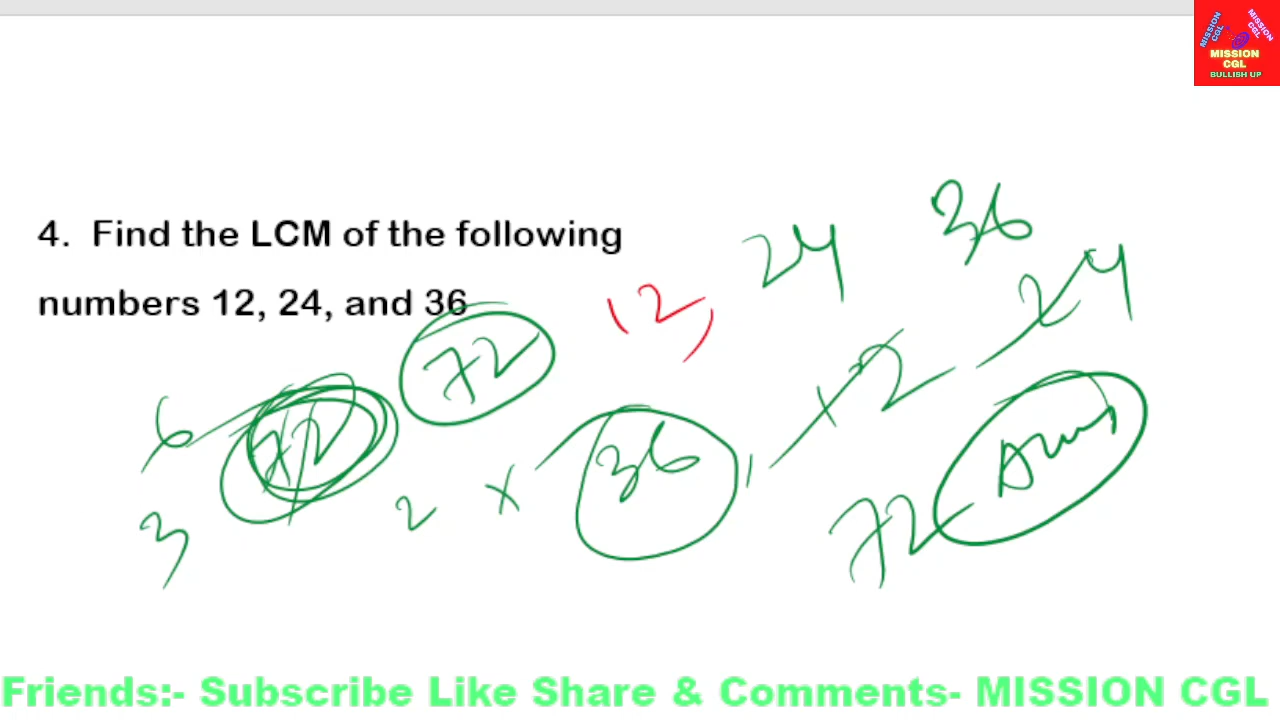 MISSION CGL
MISSION CGL
MISSION
CGL
BULLISH UP
4. Find the LCM of the following
numbers 12, 24, and 36
12, 24 36
72
6 72
2 x 36, 12 24
3
72 Ans
Friends:- Subscribe Like Share & Comments- MISSION CGL